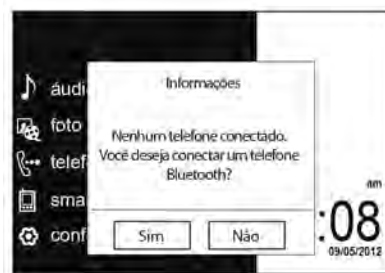 Informações
Nenhum telefone conectado.
Você deseja conectar um telefone
Bluetooth?
Sim
Não
áudi
foto
telef
sma
conf
am
:08
09/05/2012